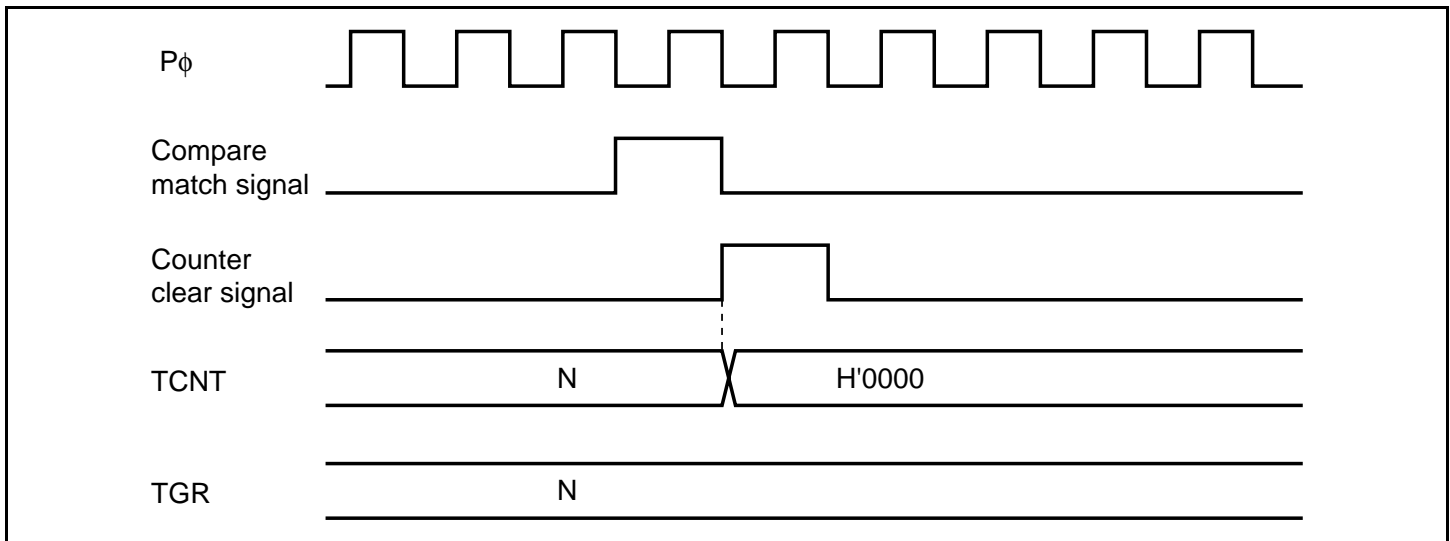 Pϕ
Compare
match signal
Counter
clear signal
TCNT
N
H'0000
TGR
N